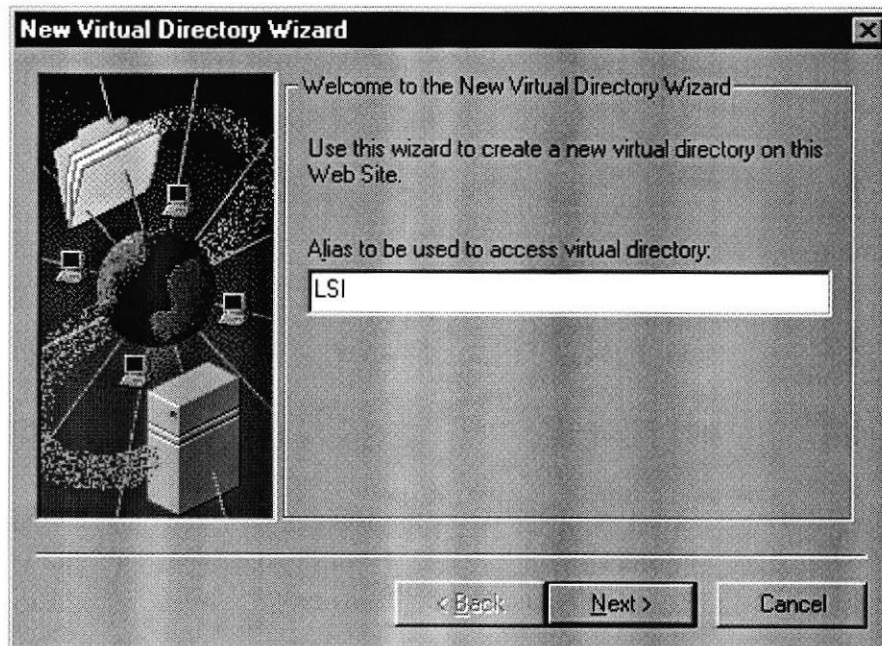 New Virtual Directory Wizard
Welcome to the New Virtual Directory Wizard
Use this wizard to create a new virtual directory on this
Web Site.
Alias to be used to access virtual directory:
LSI
< Back
Next >
Cancel